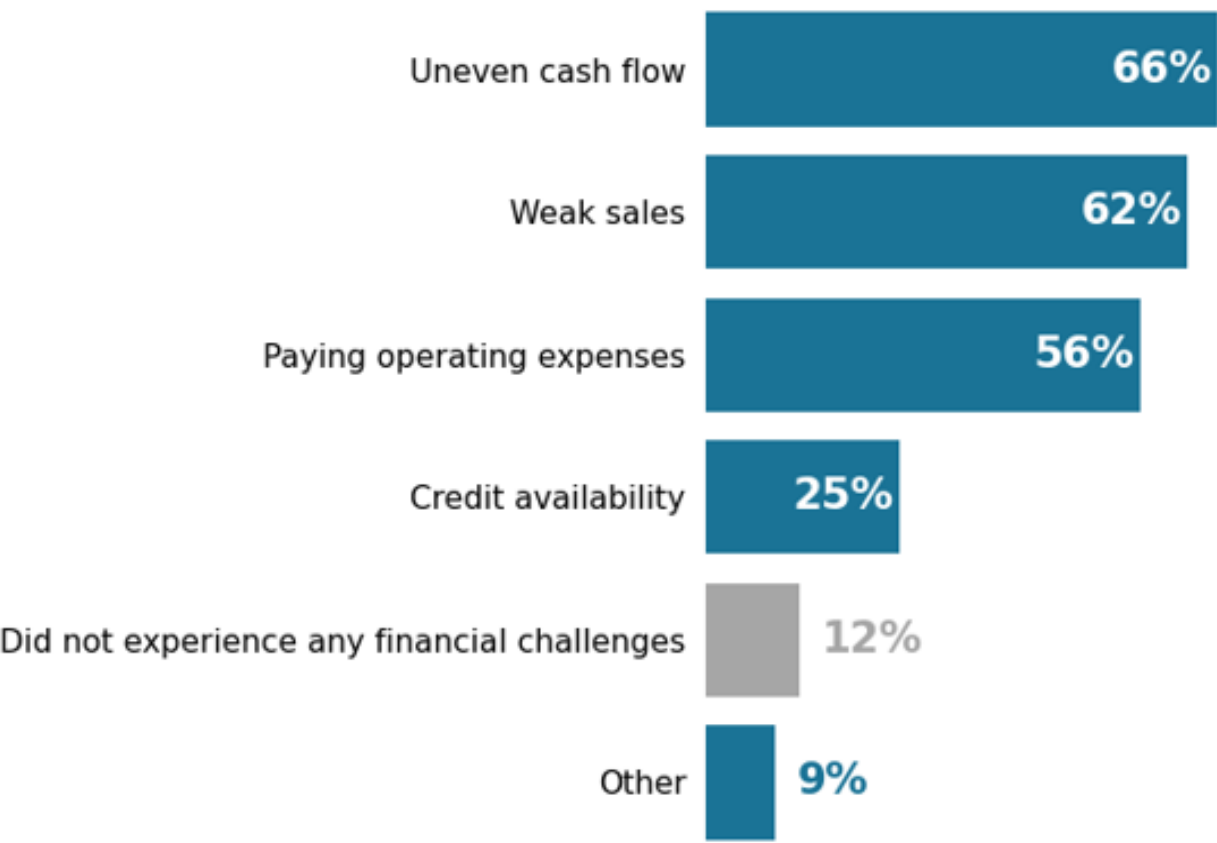 Uneven cash flow 66%
Weak sales 62%
Paying operating expenses 56%
Credit availability 25%
Did not experience any financial challenges 12%
Other 9%